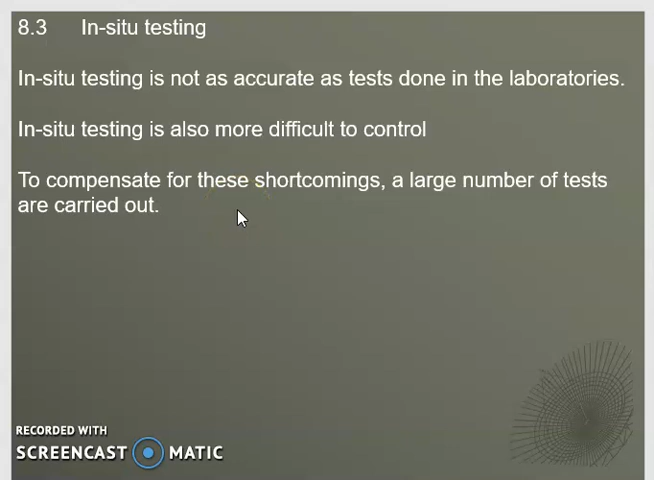 8.3 In-situ testing
In-situ testing is not as accurate as tests done in the laboratories.
In-situ testing is also more difficult to control
To compensate for these shortcomings, a large number of tests
are carried out.
RECORDED WITH
SCREENCAST MATIC